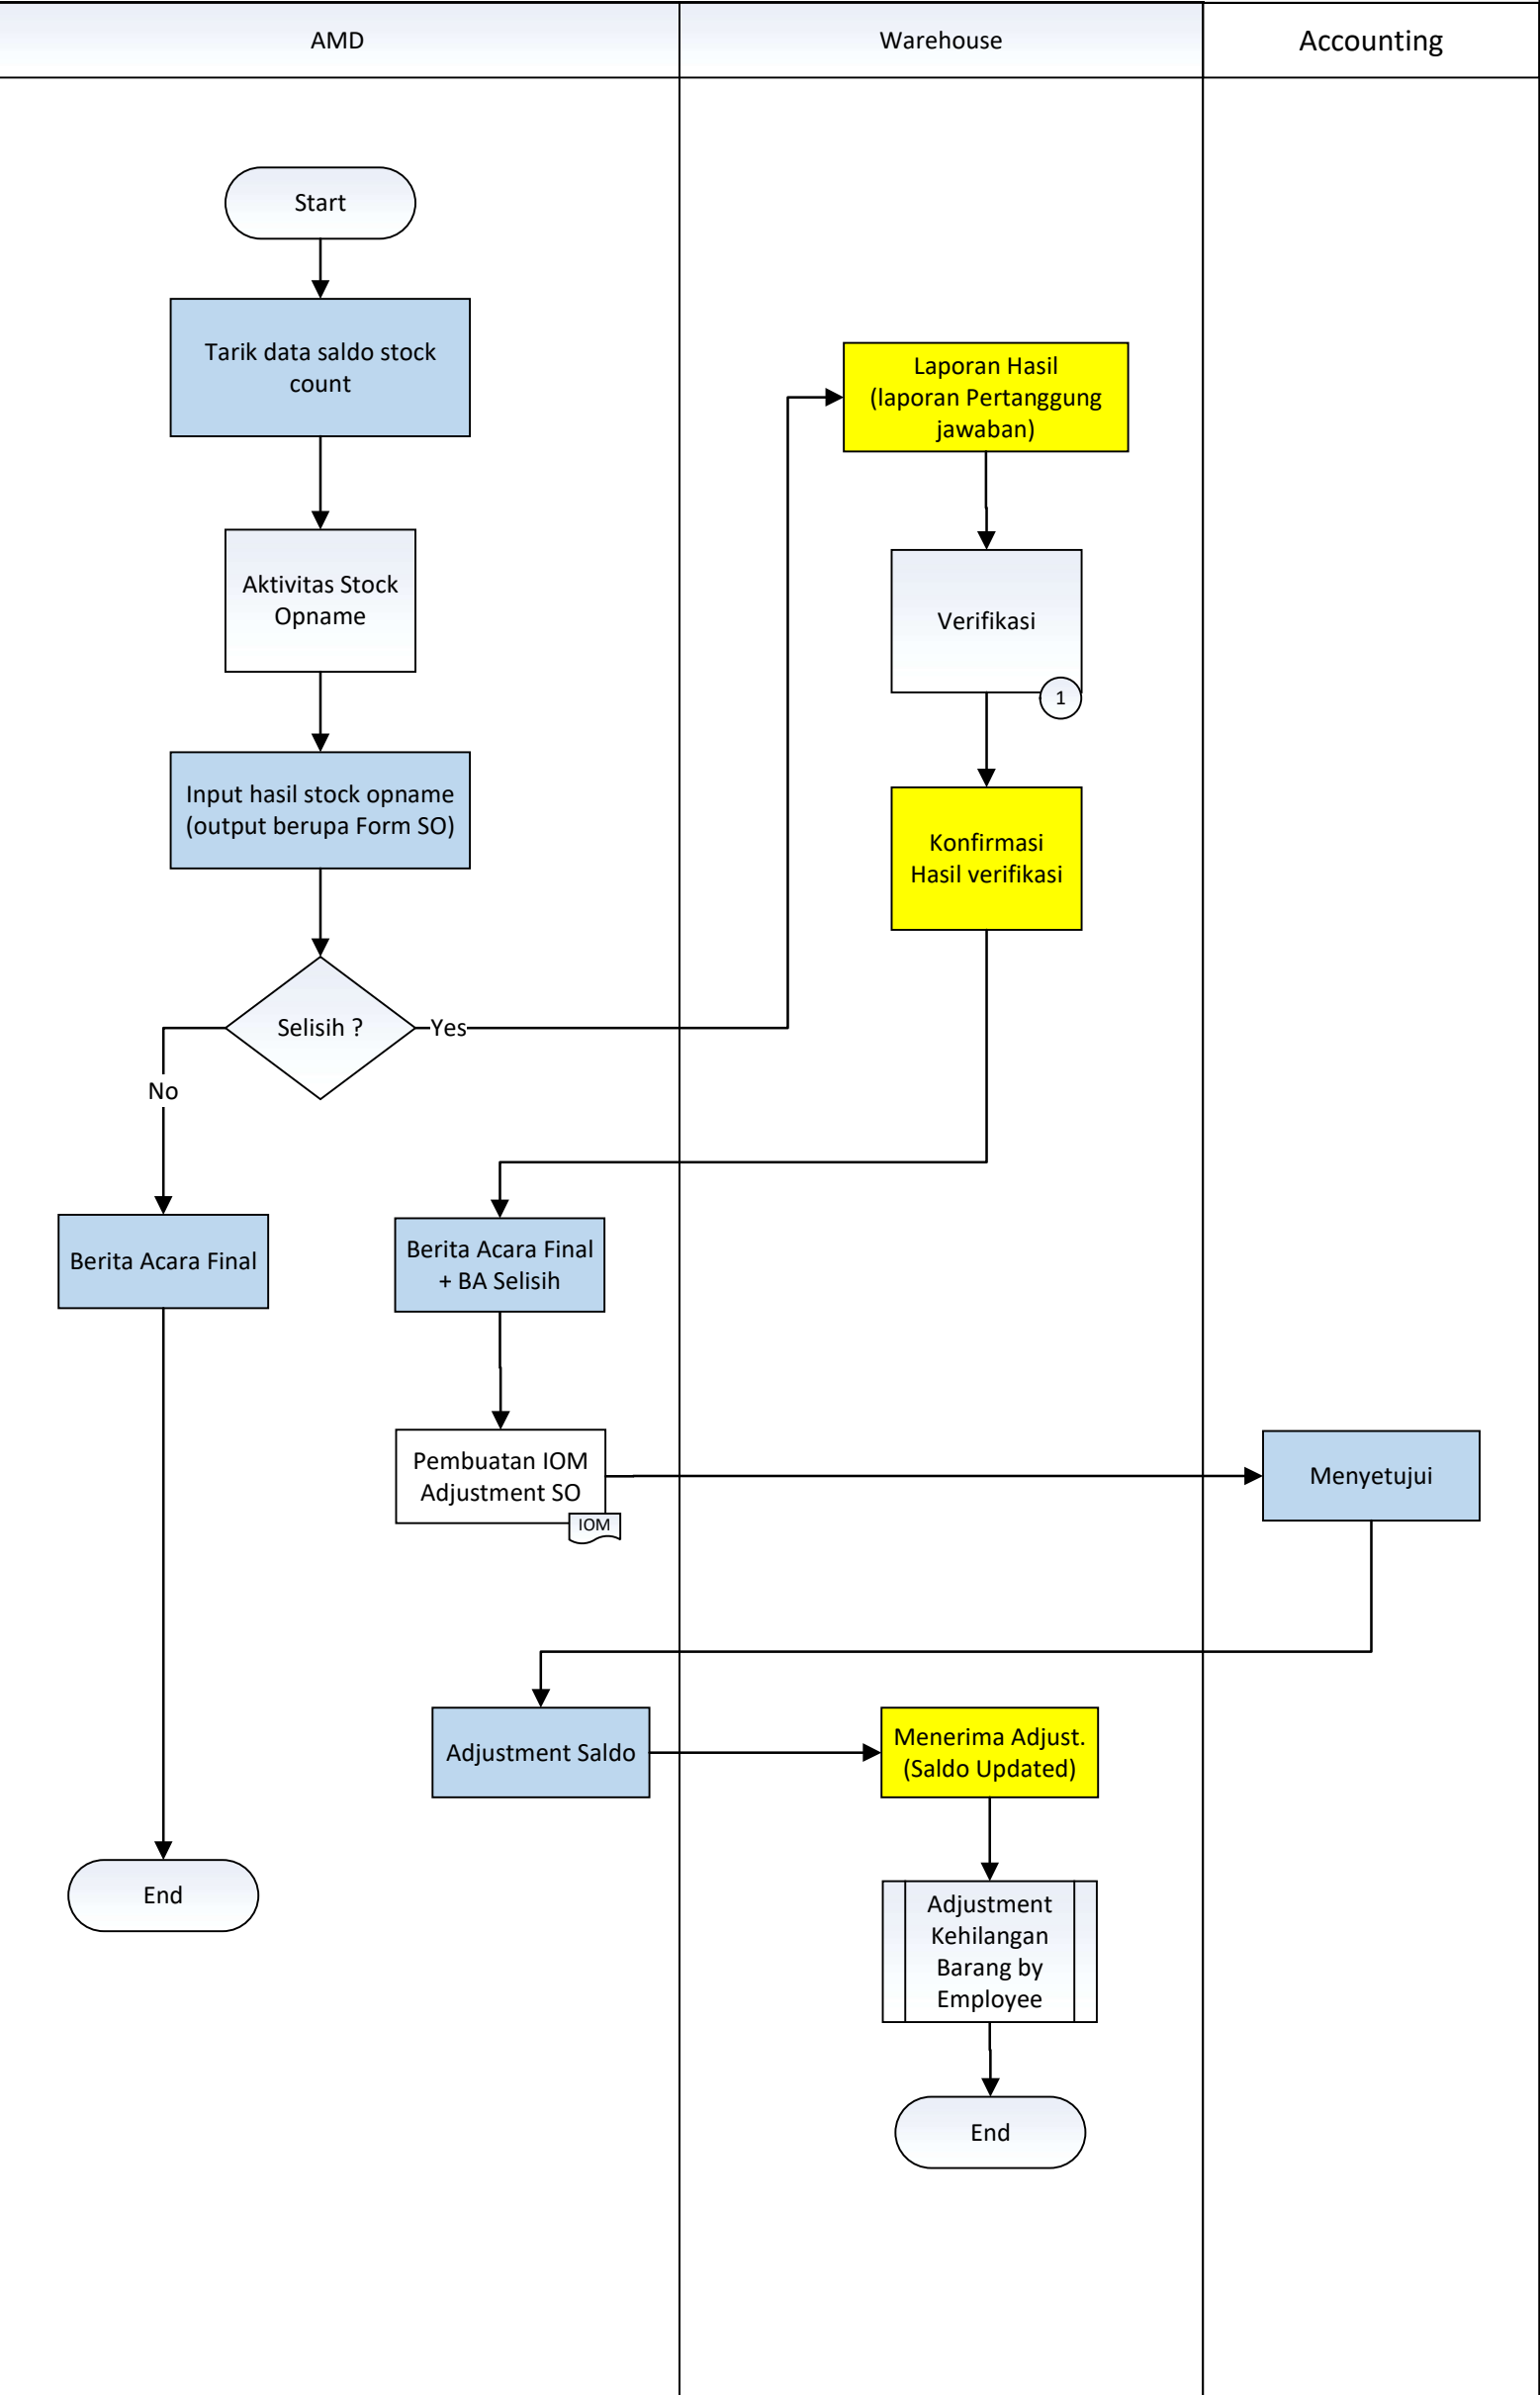 AMD
Warehouse
Accounting
Start
Tarik data saldo stock
count
Aktivitas Stock
Opname
Input hasil stock opname
(output berupa Form SO)
Selisih ?
Yes
No
Laporan Hasil
(laporan Pertanggung
jawaban)
Verifikasi
1
Konfirmasi
Hasil verifikasi
Berita Acara Final
Berita Acara Final
+ BA Selisih
Pembuatan IOM
Adjustment SO
IOM
Menyetujui
Adjustment Saldo
Menerima Adjust.
(Saldo Updated)
End
Adjustment
Kehilangan
Barang by
Employee
End